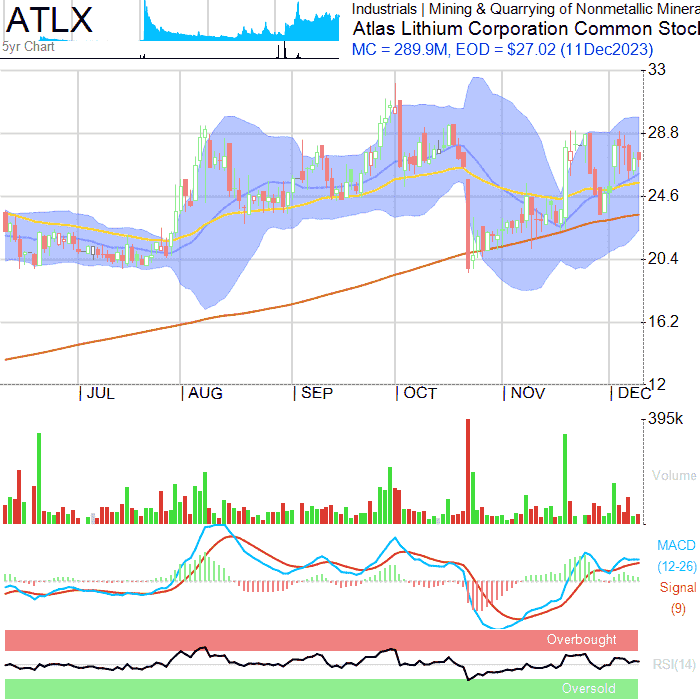 ATLX
5yr Chart
Industrials | Mining & Quarrying of Nonmetallic Minera
Atlas Lithium Corporation Common Stoc
MC = 289.9M, EOD = $27.02 (11Dec2023)
33
28.8
24.6
20.4
16.2
12
JUL
AUG
SEP
OCT
NOV
DEC
395k
Volume
MACD
(12-26)
Signal
(9)
Overbought
RSI(14)
Oversold